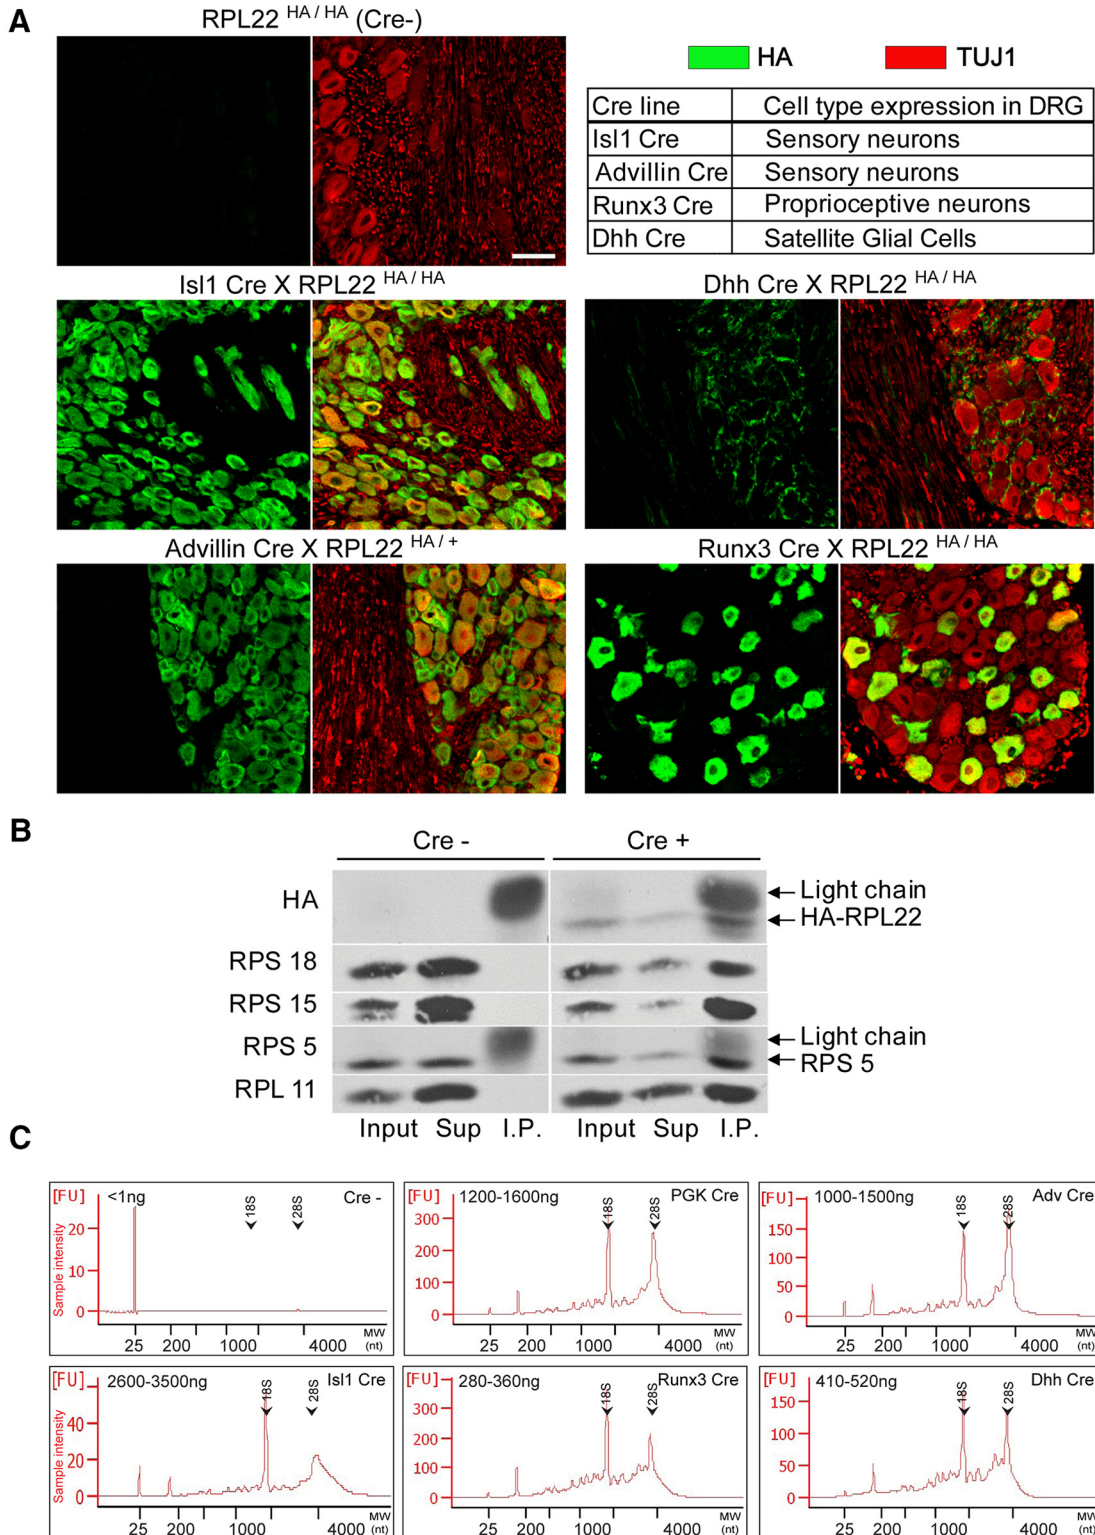 A
RPL22 HA / HA (Cre-)
HA
TUJ1
Cre line Cell type expression in DRG
Isl1 Cre Sensory neurons
Advillin Cre Sensory neurons
Runx3 Cre Proprioceptive neurons
Dhh Cre Satellite Glial Cells
Isl1 Cre X RPL22 HA / HA
Dhh Cre X RPL22 HA / HA
Advillin Cre X RPL22 HA / +
Runx3 Cre X RPL22 HA / HA
B
Cre - Cre +
HA
Light chain
HA-RPL22
RPS 18
RPS 15
RPS 5
Light chain
RPS 5
RPL 11
Input Sup I.P. Input Sup I.P.
C
[FU] <1ng 18S 28S Cre -
20
10
0
Sample intensity
25 200 1000 4000 MW (nt)
[FU] 1200-1600ng 18S 28S PGK Cre
300
200
100
0
25 200 1000 4000 MW (nt)
[FU] 1000-1500ng 18S 28S Adv Cre
150
100
50
0
25 200 1000 4000 MW (nt)
[FU] 2600-3500ng 18S 28S Isl1 Cre
40
20
0
Sample intensity
25 200 1000 4000 MW (nt)
[FU] 280-360ng 18S 28S Runx3 Cre
300
200
100
0
25 200 1000 4000 MW (nt)
[FU] 410-520ng 18S 28S Dhh Cre
150
100
50
0
25 200 1000 4000 MW (nt)